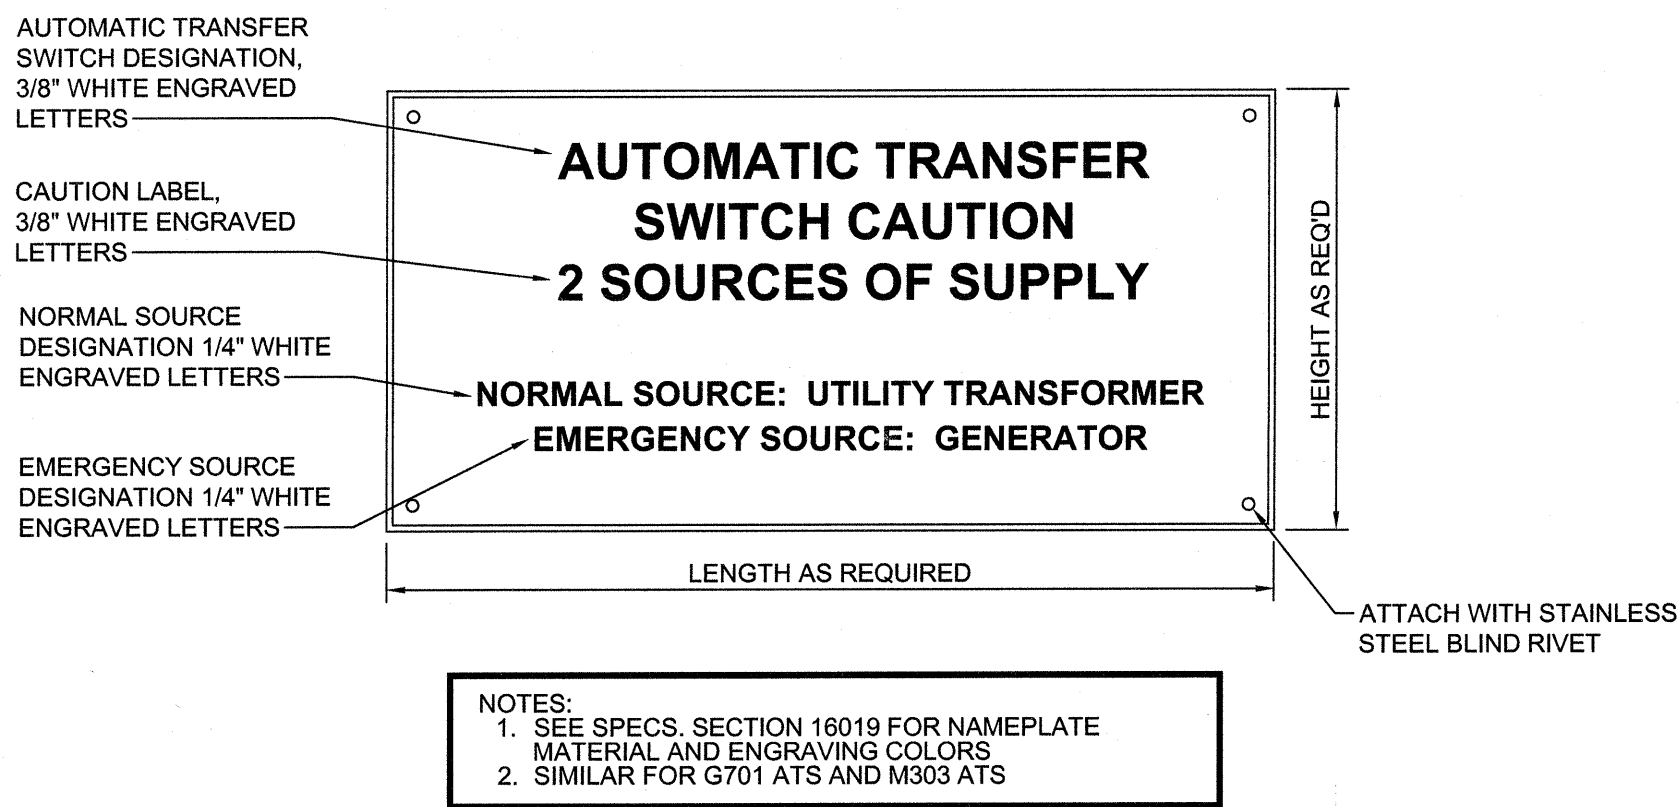 AUTOMATIC TRANSFER
SWITCH DESIGNATION,
3/8" WHITE ENGRAVED
LETTERS
CAUTION LABEL,
3/8" WHITE ENGRAVED
LETTERS
NORMAL SOURCE
DESIGNATION 1/4" WHITE
ENGRAVED LETTERS
EMERGENCY SOURCE
DESIGNATION 1/4" WHITE
ENGRAVED LETTERS
AUTOMATIC TRANSFER
SWITCH CAUTION
2 SOURCES OF SUPPLY
NORMAL SOURCE: UTILITY TRANSFORMER
EMERGENCY SOURCE: GENERATOR
HEIGHT AS REQ'D
LENGTH AS REQUIRED
ATTACH WITH STAINLESS
STEEL BLIND RIVET
NOTES:
1. SEE SPECS. SECTION 16019 FOR NAMEPLATE
MATERIAL AND ENGRAVING COLORS
2. SIMILAR FOR G701 ATS AND M303 ATS